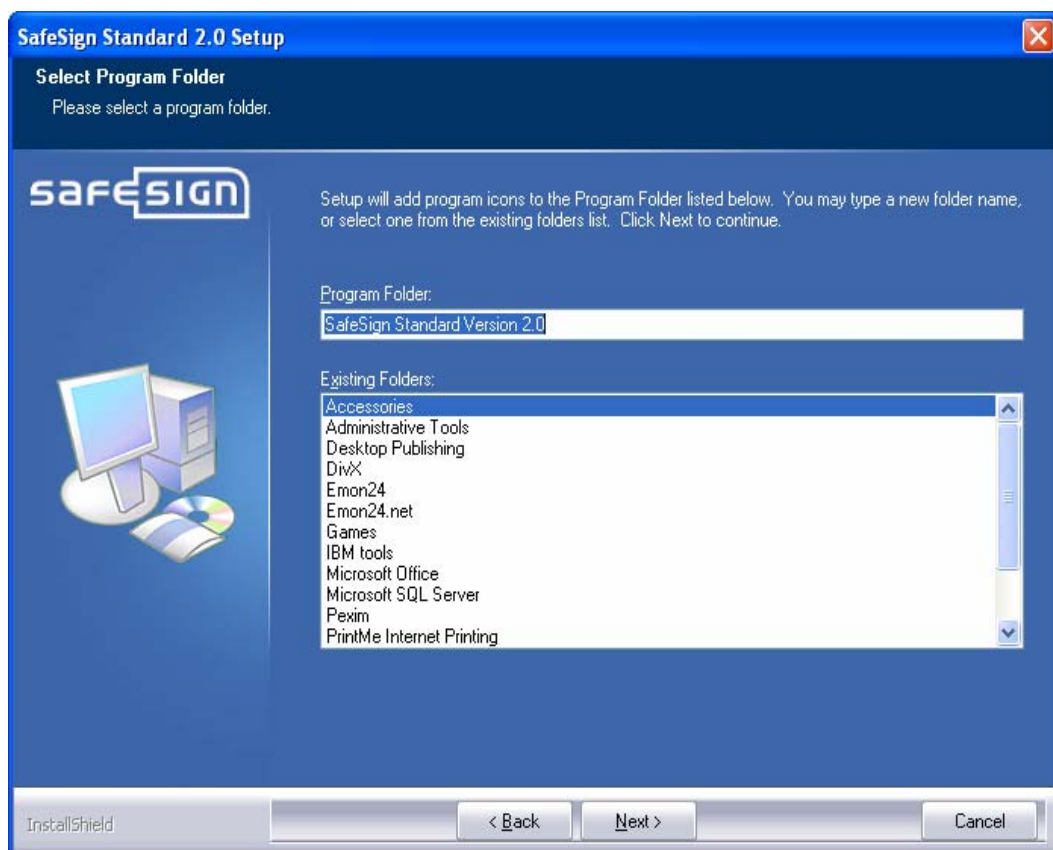 SafeSign Standard 2.0 Setup
Select Program Folder
Please select a program folder.
safesign
Setup will add program icons to the Program Folder listed below. You may type a new folder name,
or select one from the existing folders list. Click Next to continue.
Program Folder:
SafeSign Standard Version 2.0
Existing Folders:
Accessories
Administrative Tools
Desktop Publishing
DivX
Emon24
Emon24.net
Games
IBM tools
Microsoft Office
Microsoft SQL Server
Pexim
PrintMe Internet Printing
InstallShield
< Back
Next >
Cancel